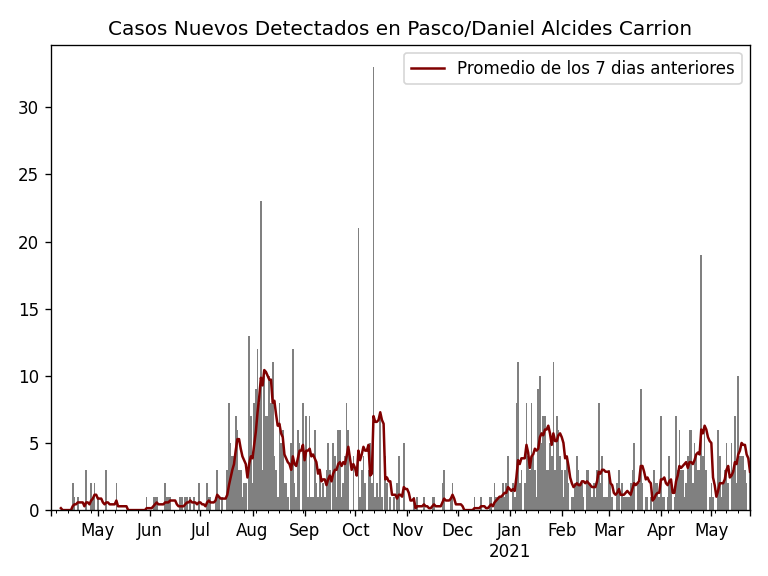 Casos Nuevos Detectados en Pasco/Daniel Alcides Carrion
Promedio de los 7 dias anteriores
30
25
20
15
10
5
0
May Jun Jul Aug Sep Oct Nov Dec Jan Feb Mar Apr May
2021